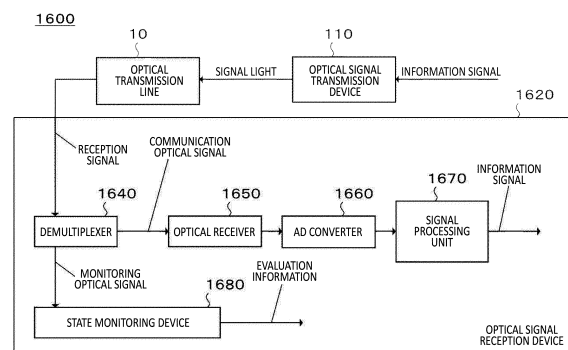 1600
10
110
OPTICAL
TRANSMISSION
LINE
SIGNAL LIGHT
OPTICAL SIGNAL
TRANSMISSION
DEVICE
INFORMATION SIGNAL
1620
RECEPTION
SIGNAL
COMMUNICATION
OPTICAL SIGNAL
INFORMATION
SIGNAL
1640
1650
1660
1670
DEMULTIPLEXER
OPTICAL RECEIVER
AD CONVERTER
SIGNAL
PROCESSING
UNIT
MONITORING
OPTICAL SIGNAL
1680
EVALUATION
INFORMATION
STATE MONITORING DEVICE
OPTICAL SIGNAL
RECEPTION DEVICE